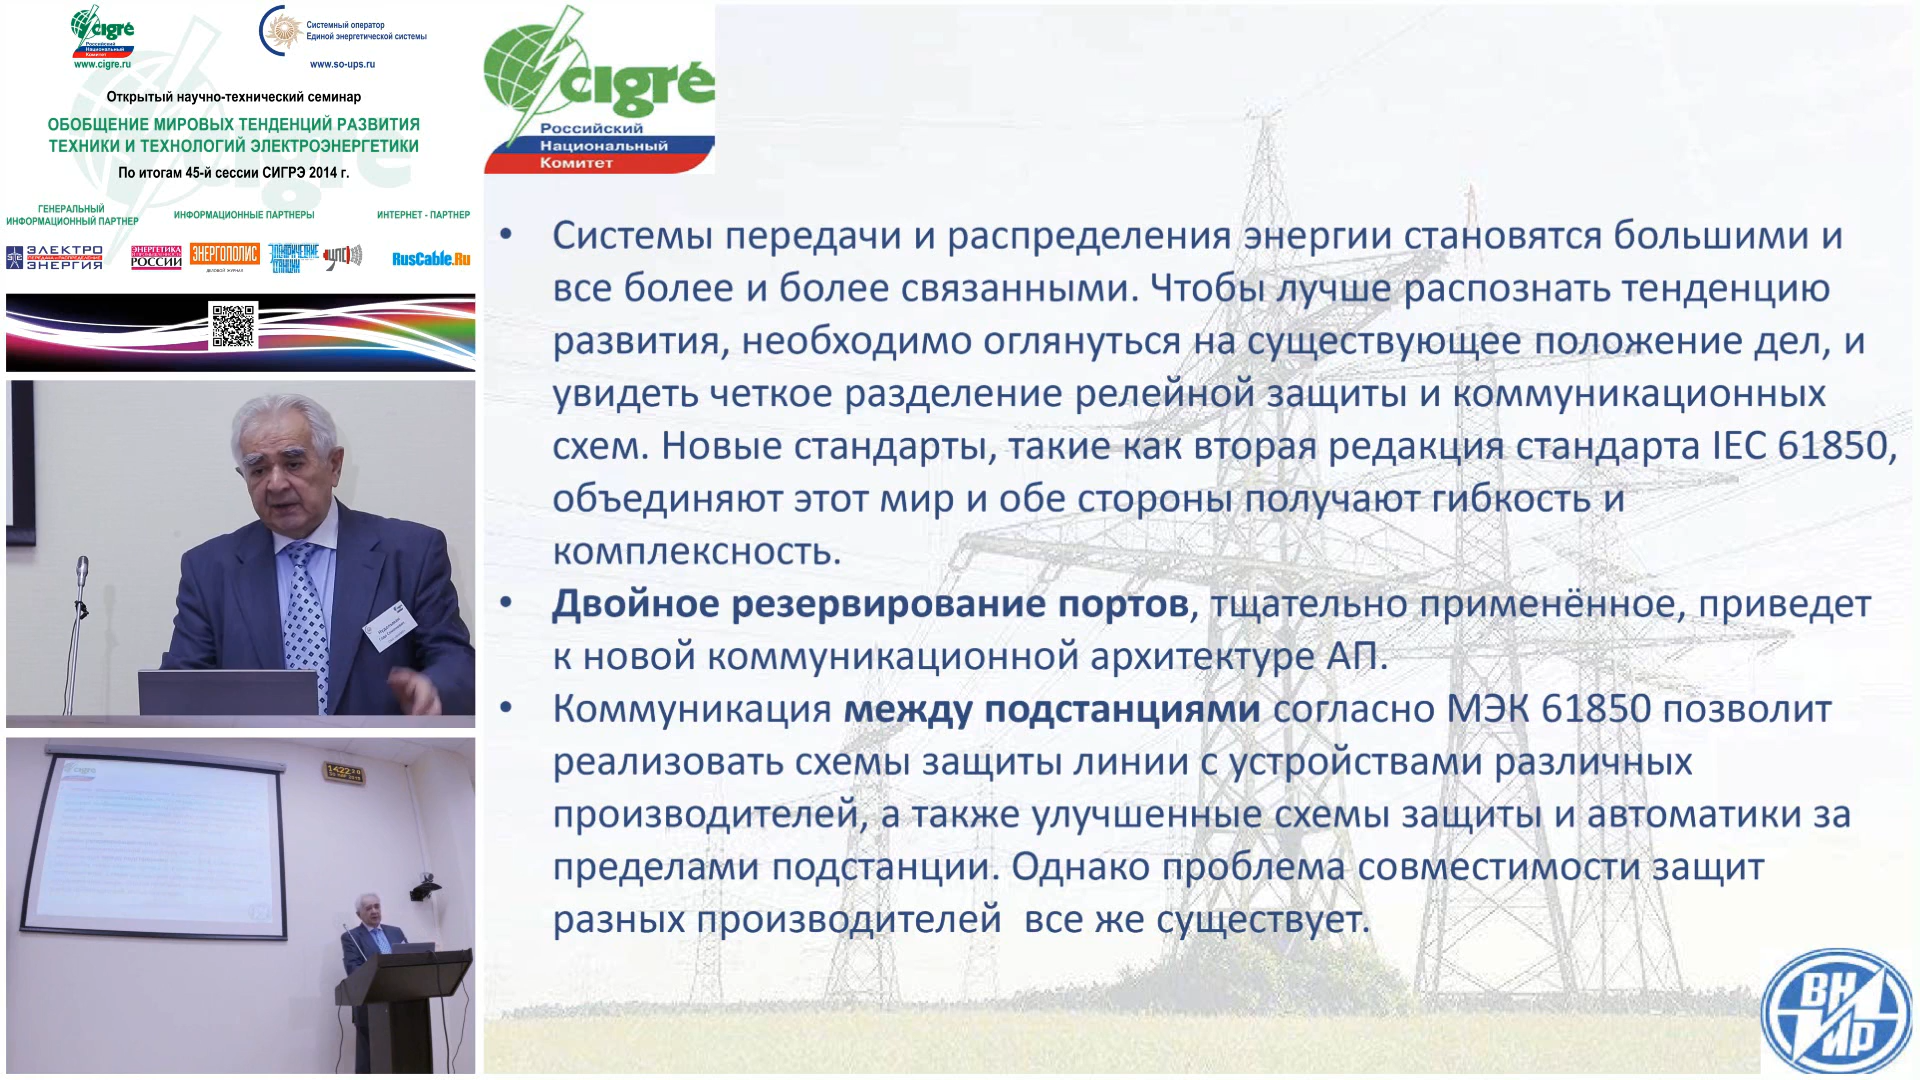 cigré
Российский
Национальный
Комитет
www.cigre.ru
Системный оператор
Единой энергетической системы
www.so-ups.ru
Открытый научно-технический семинар
ОБОБЩЕНИЕ МИРОВЫХ ТЕНДЕНЦИЙ РАЗВИТИЯ
ТЕХНИКИ И ТЕХНОЛОГИЙ ЭЛЕКТРОЭНЕРГЕТИКИ
По итогам 45-й сессии СИГРЭ 2014 г.
ГЕНЕРАЛЬНЫЙ
ИНФОРМАЦИОННЫЙ ПАРТНЕР
ИНФОРМАЦИОННЫЕ ПАРТНЕРЫ
ИНТЕРНЕТ - ПАРТНЕР
ЭЛЕКТРО
ЭНЕРГИЯ
ЭНЕРГЕТИКА
РОССИИ
ЭНЕРГОПОЛИС
ДЕЛОВОЙ ЖУРНАЛ
RusCable.Ru
cigré
Российский
Национальный
Комитет
• Системы передачи и распределения энергии становятся большими и
все более и более связанными. Чтобы лучше распознать тенденцию
развития, необходимо оглянуться на существующее положение дел, и
увидеть четкое разделение релейной защиты и коммуникационных
схем. Новые стандарты, такие как вторая редакция стандарта IEC 61850,
объединяют этот мир и обе стороны получают гибкость и
комплексность.
• Двойное резервирование портов, тщательно применённое, приведет
к новой коммуникационной архитектуре АП.
• Коммуникация между подстанциями согласно МЭК 61850 позволит
реализовать схемы защиты линии с устройствами различных
производителей, а также улучшенные схемы защиты и автоматики за
пределами подстанции. Однако проблема совместимости защит
разных производителей все же существует.
ВНИИР